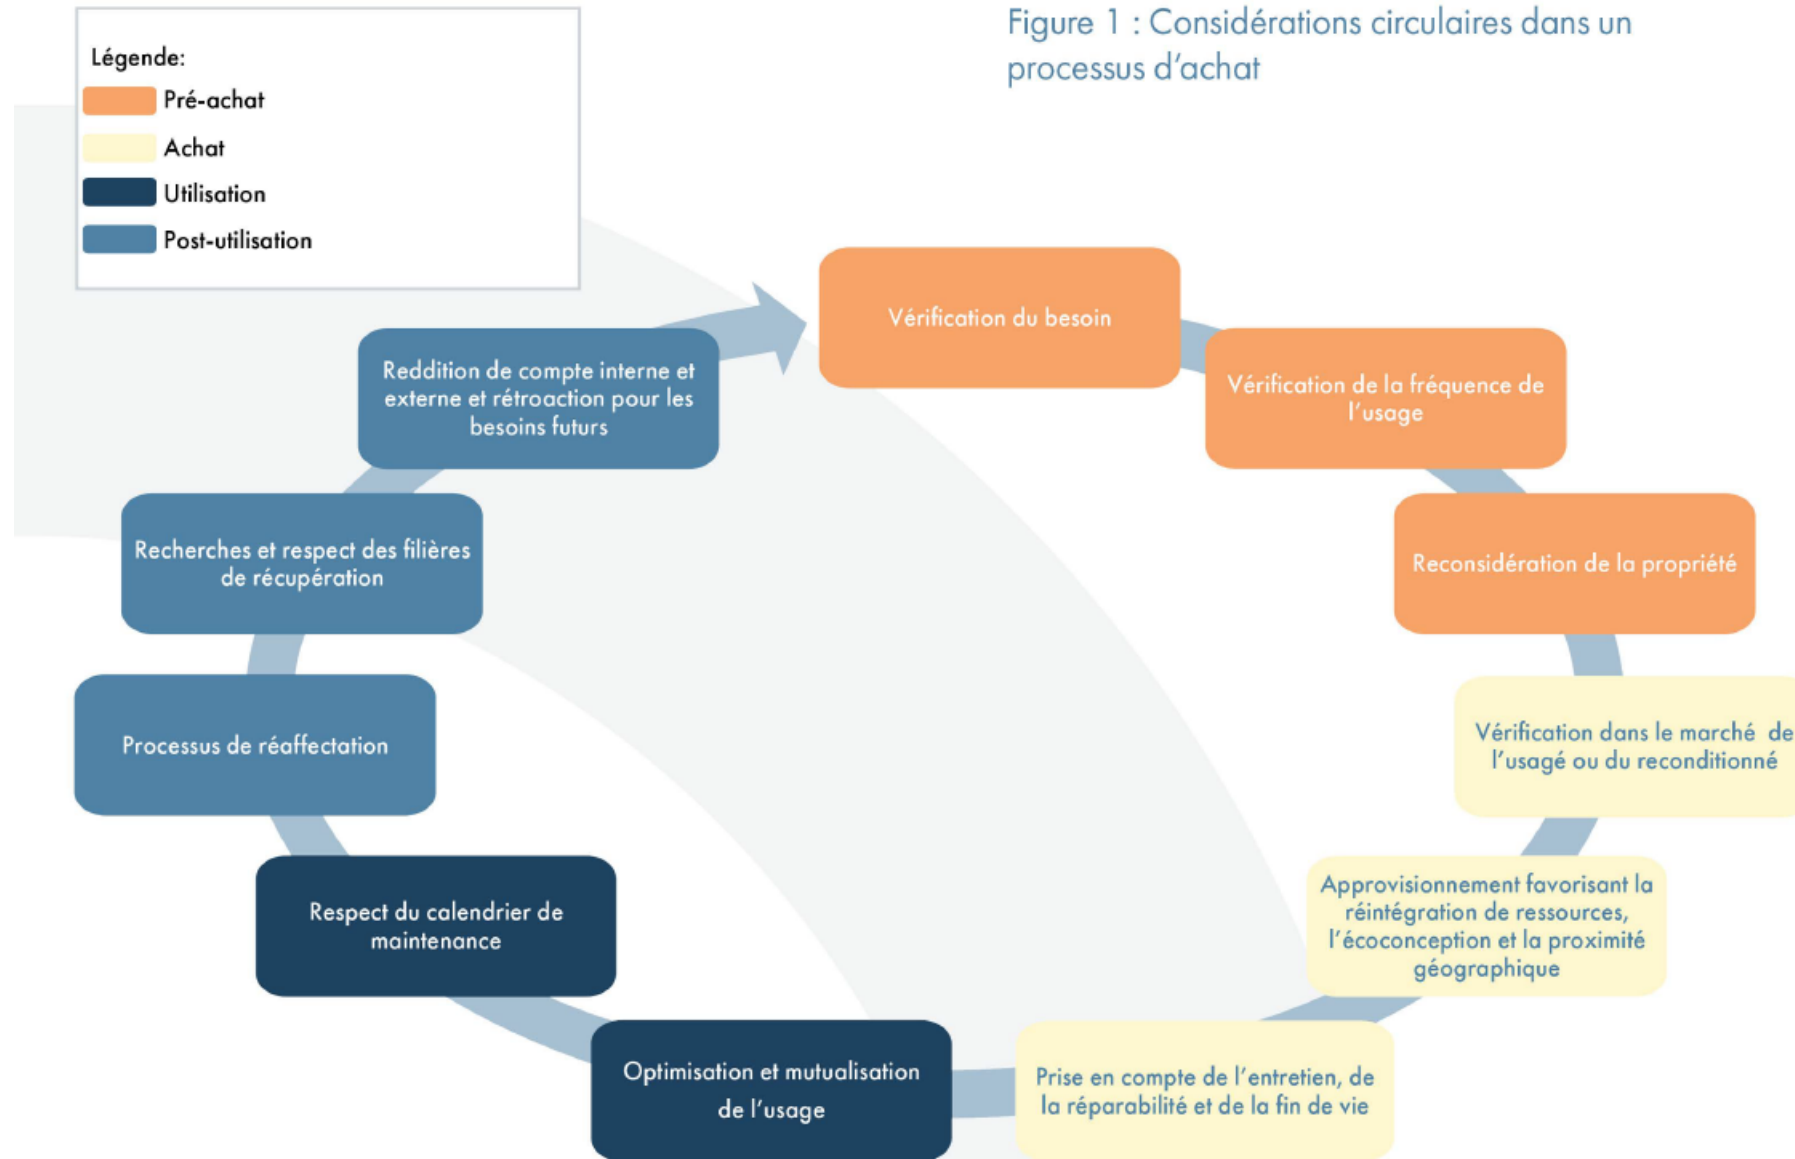 Figure 1 : Considérations circulaires dans un
processus d'achat
Légende:
Pré-achat
Achat
Utilisation
Post-utilisation
Vérification du besoin
Vérification de la fréquence de
l'usage
Reconsidération de la propriété
Vérification dans le marché de
l'usagé ou du reconditionné
Approvisionnement favorisant la
réintégration de ressources,
l'écoconception et la proximité
géographique
Prise en compte de l'entretien, de
la réparabilité et de la fin de vie
Optimisation et mutualisation
de l'usage
Respect du calendrier de
maintenance
Processus de réaffectation
Recherches et respect des filières
de récupération
Reddition de compte interne et
externe et rétroaction pour les
besoins futurs